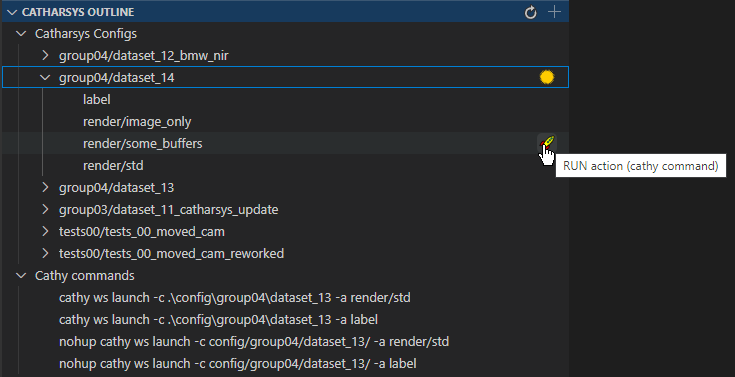 CATHARSYS OUTLINE
Catharsys Configs
group04/dataset_12_bmw_nir
group04/dataset_14
label
render/image_only
render/some_buffers
RUN action (cathy command)
render/std
group04/dataset_13
group03/dataset_11_catharsys_update
tests00/tests_00_moved_cam
tests00/tests_00_moved_cam_reworked
Cathy commands
cathy ws launch -c .\config\group04\dataset_13 -a render/std
cathy ws launch -c .\config\group04\dataset_13 -a label
nohup cathy ws launch -c config/group04/dataset_13/ -a render/std
nohup cathy ws launch -c config/group04/dataset_13/ -a label